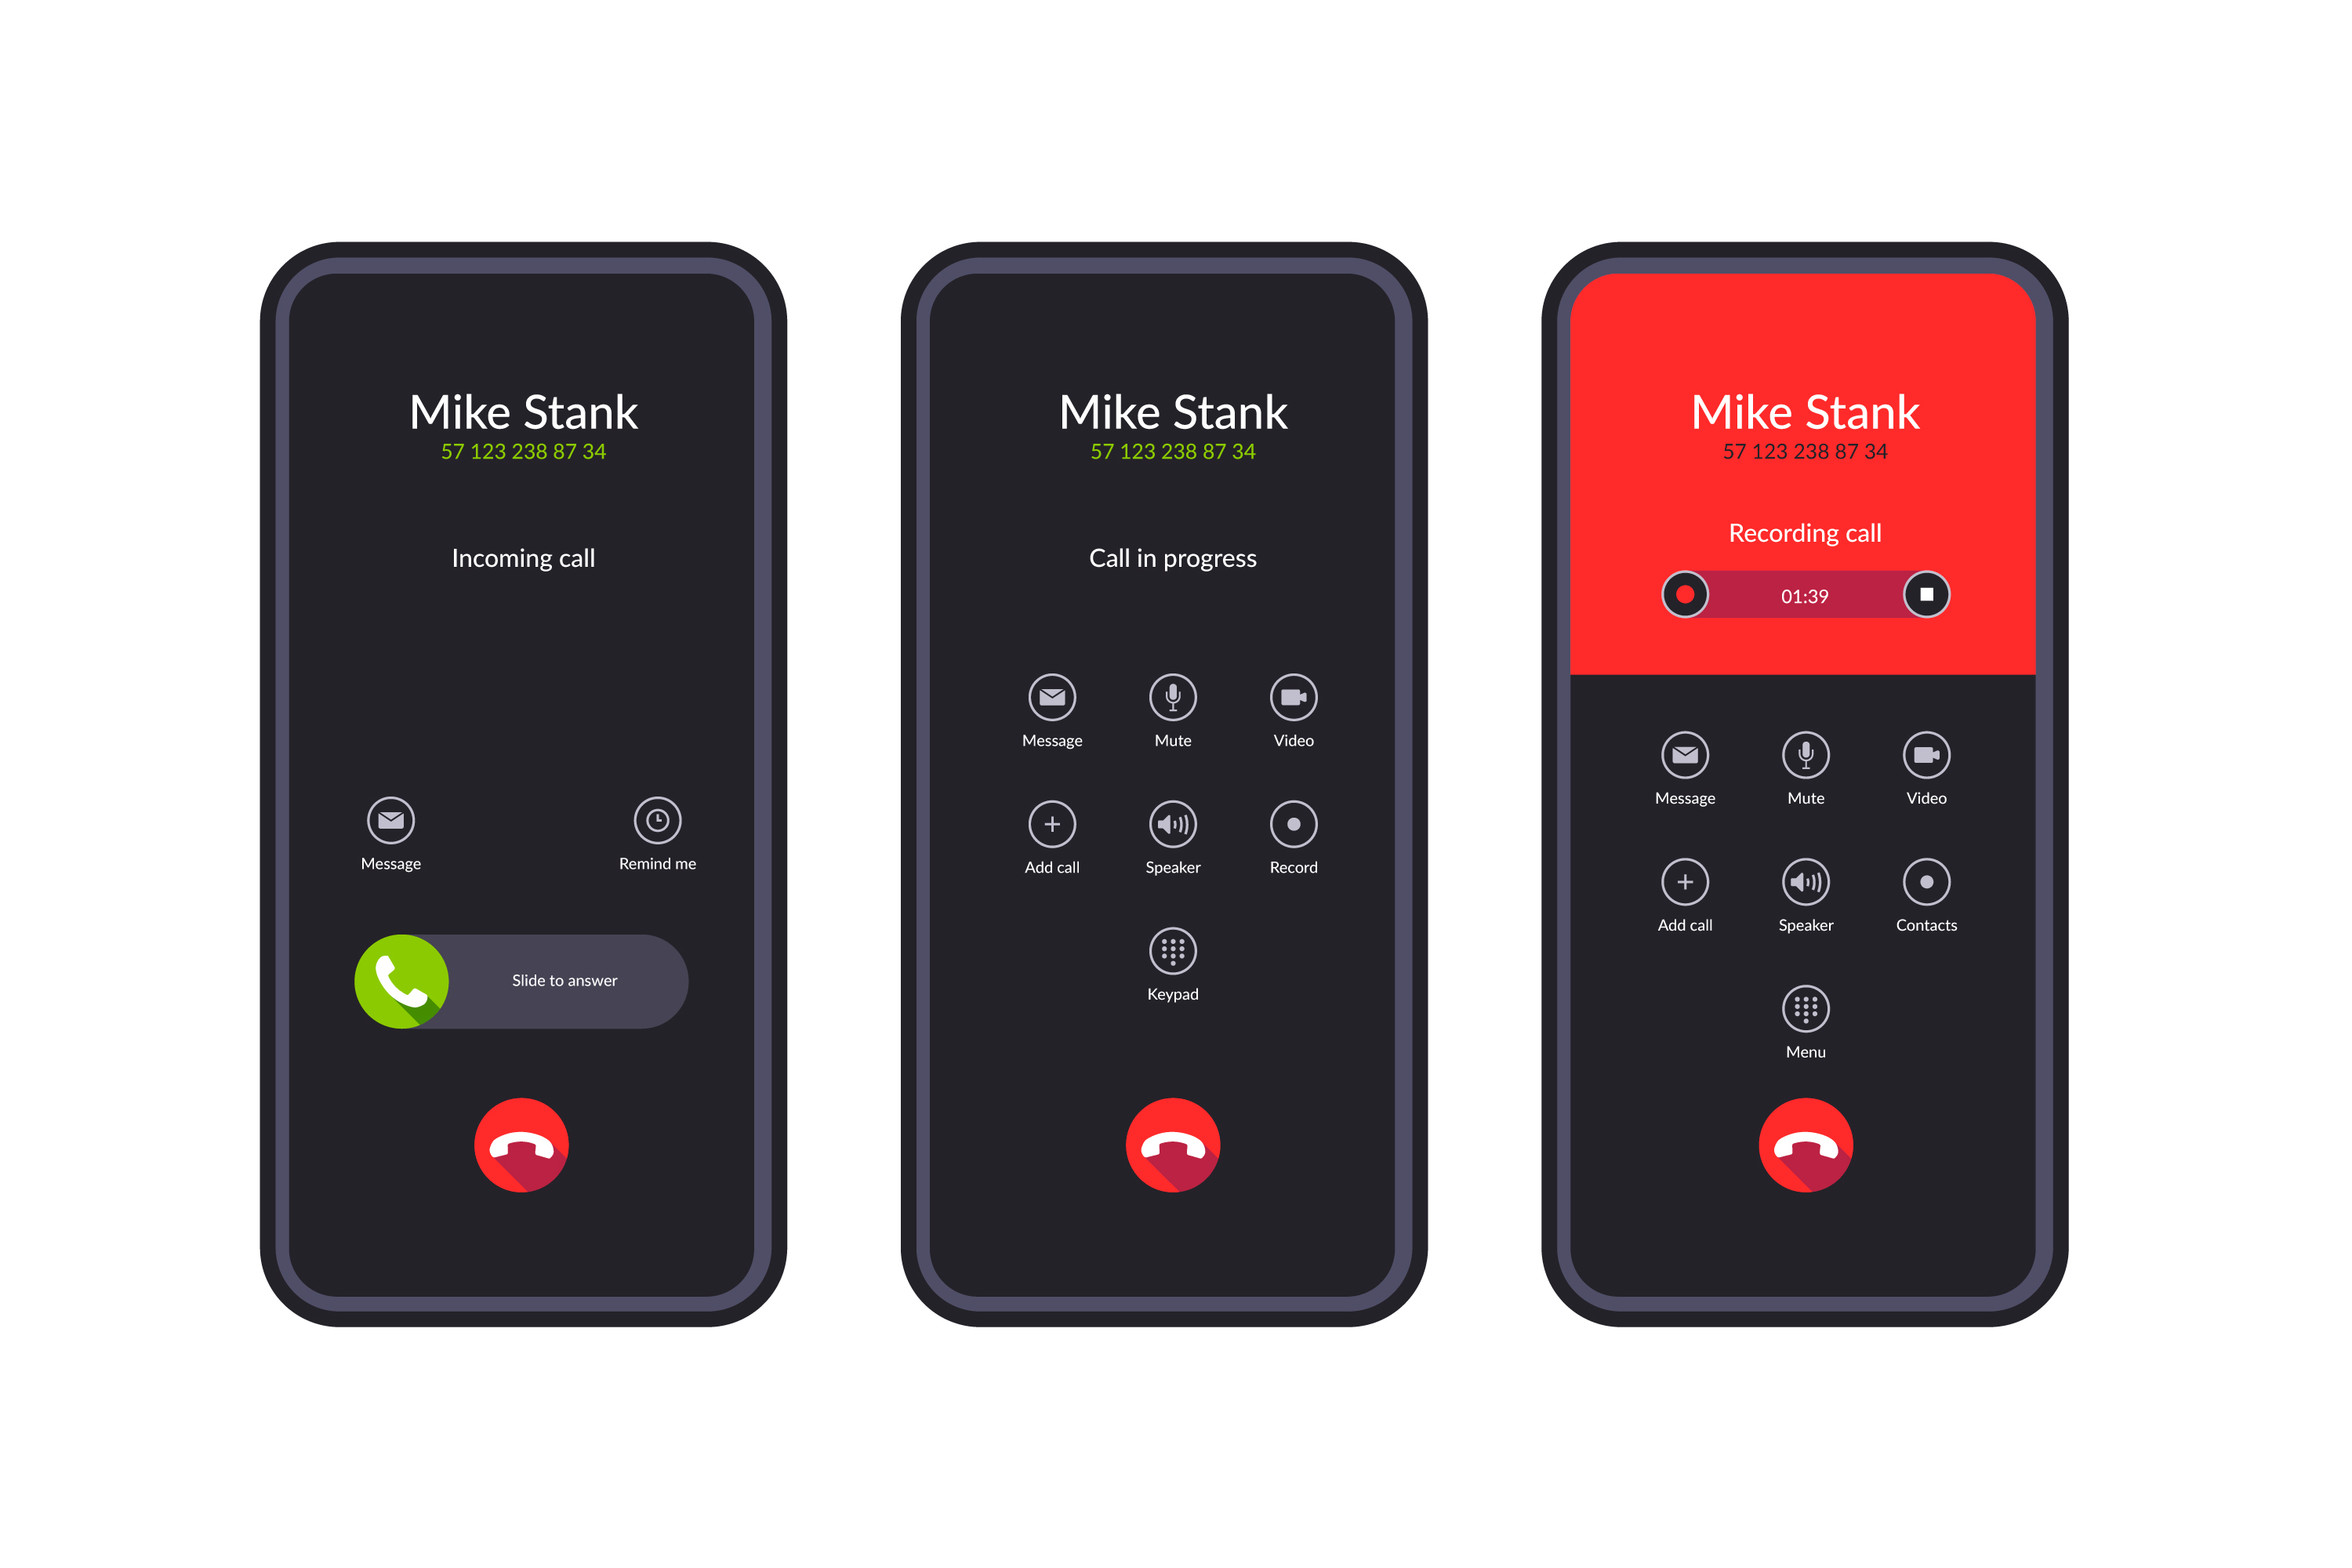 Mike Stank
57 123 238 87 34
Incoming call
Message
Remind me
Slide to answer
Mike Stank
57 123 238 87 34
Call in progress
Message Mute Video
Add call Speaker Record
Keypad
Mike Stank
57 123 238 87 34
Recording call
01:39
Message Mute Video
Add call Speaker Contacts
Menu